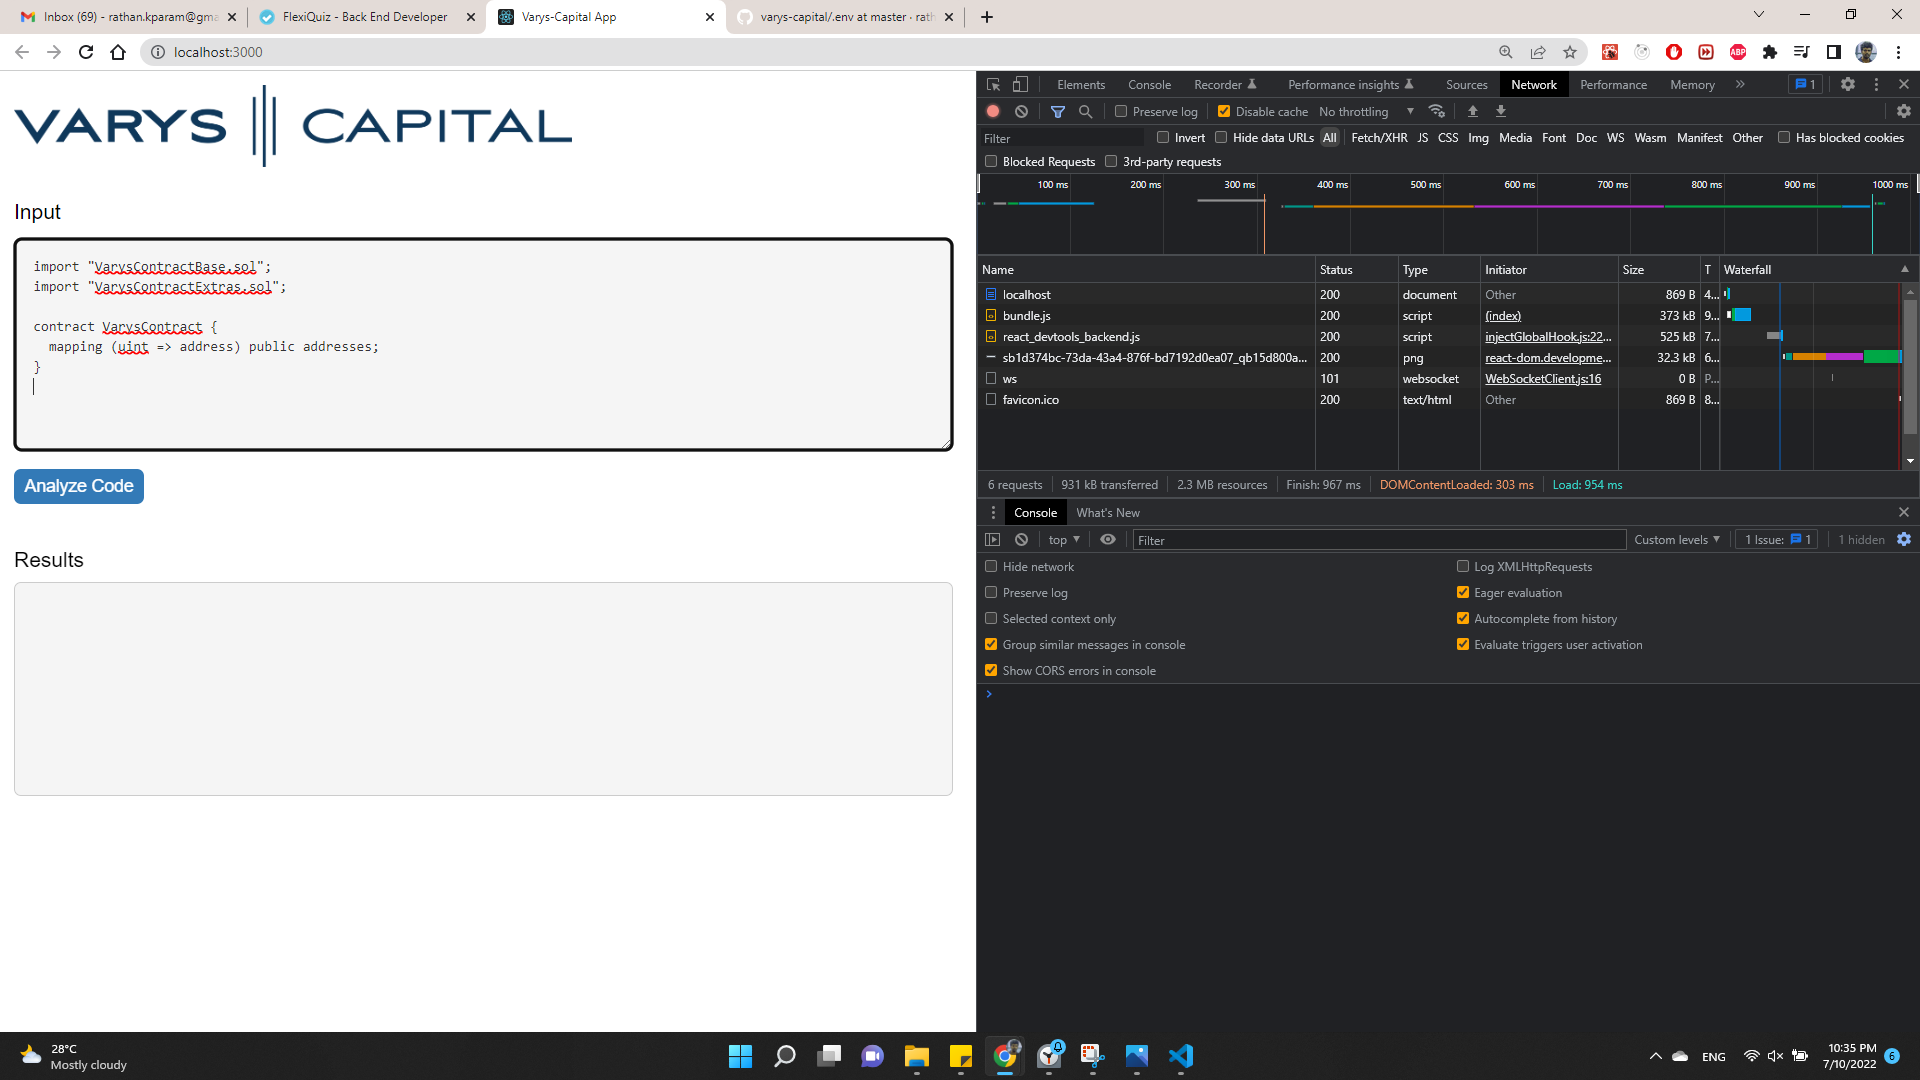 Inbox (69) - rathan.kparam@gma
FlexiQuiz - Back End Developer
Varys-Capital App
varys-capital/.env at master · rath
localhost:3000
VARYS CAPITAL
Input
import "VarysContractBase.sol";
import "VarysContractExtras.sol";
contract VarysContract {
mapping (uint => address) public addresses;
}
Analyze Code
Results
Elements Console Recorder Performance insights Sources Network Performance Memory 1
Preserve log Disable cache No throttling
Filter Invert Hide data URLs All Fetch/XHR JS CSS Img Media Font Doc WS Wasm Manifest Other Has blocked cookies
Blocked Requests 3rd-party requests
100 ms 200 ms 300 ms 400 ms 500 ms 600 ms 700 ms 800 ms 900 ms 1000 ms
Name Status Type Initiator Size T Waterfall
localhost 200 document Other 869 B 4...
bundle.js 200 script (index) 373 kB 9...
react_devtools_backend.js 200 script injectGlobalHook.js:22... 525 kB 7...
sb1d374bc-73da-43a4-876f-bd7192d0ea07_qb15d800a... 200 png react-dom.developme... 32.3 kB 6...
ws 101 websocket WebSocketClient.js:16 0 B P...
favicon.ico 200 text/html Other 869 B 8...
6 requests 931 kB transferred 2.3 MB resources Finish: 967 ms DOMContentLoaded: 303 ms Load: 954 ms
Console What's New
top Filter Custom levels 1 Issue: 1 1 hidden
Hide network Log XMLHttpRequests
Preserve log Eager evaluation
Selected context only Autocomplete from history
Group similar messages in console Evaluate triggers user activation
Show CORS errors in console
28°C
Mostly cloudy
ENG
10:35 PM
7/10/2022
6